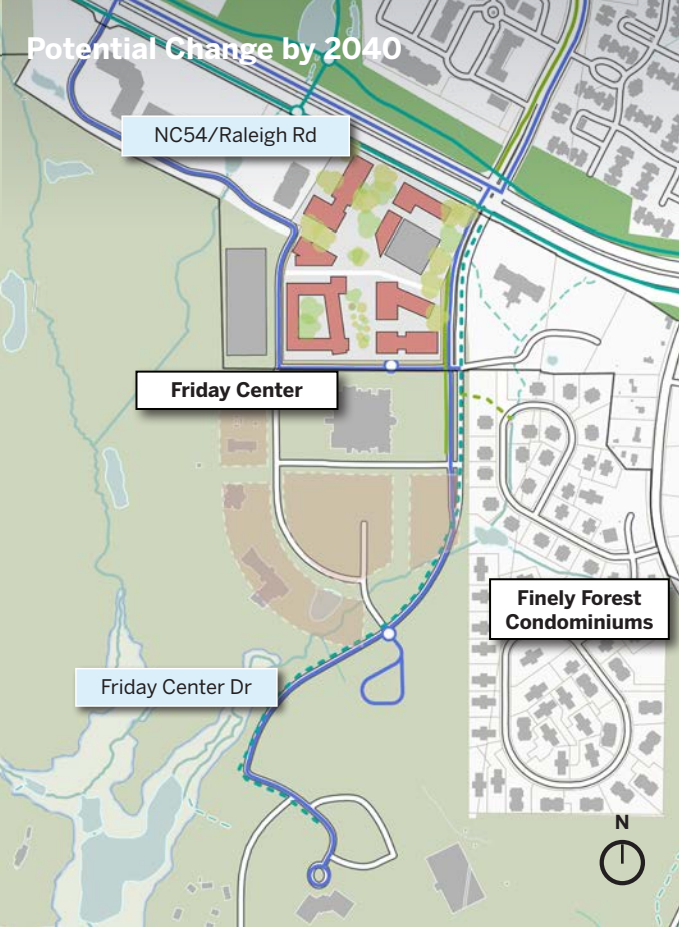 Potential Change by 2040
NC54/Raleigh Rd
Friday Center
Finely Forest
Condominiums
Friday Center Dr
N